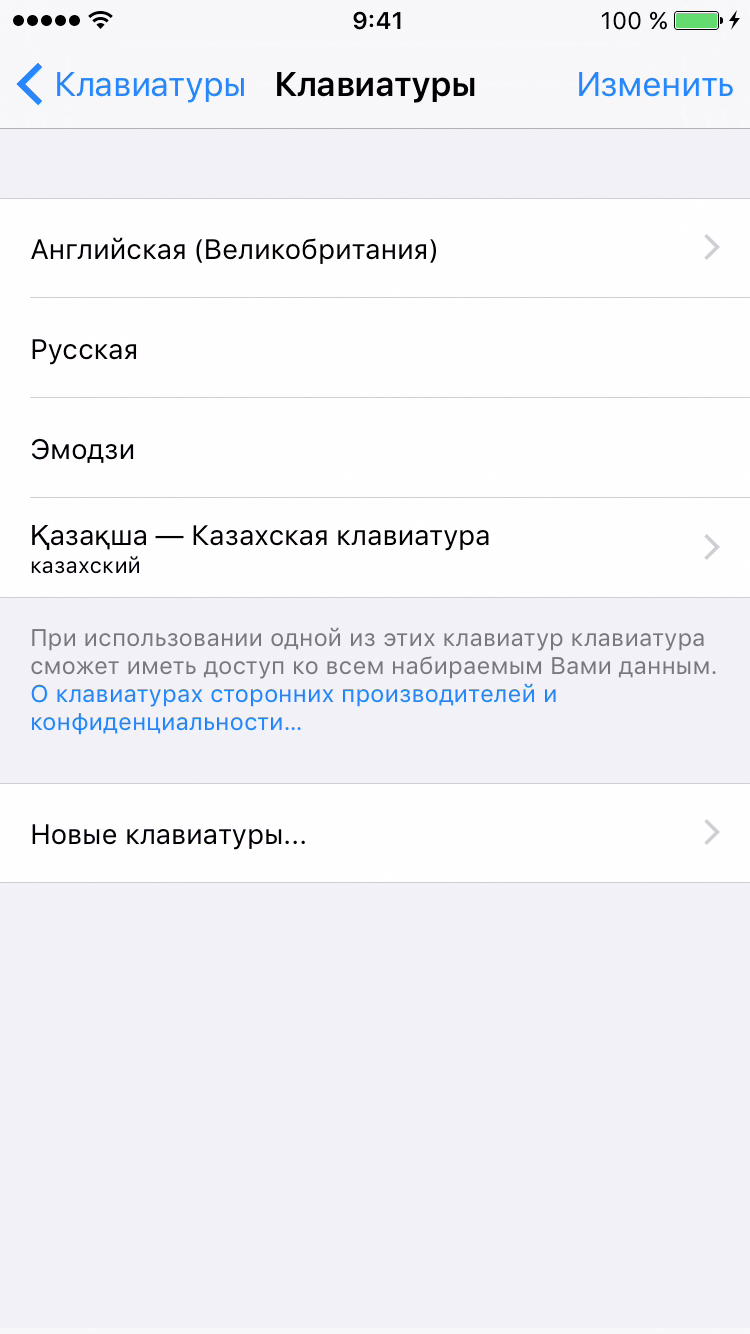 9:41
100 %
Клавиатуры
Клавиатуры
Изменить
Английская (Великобритания)
Русская
Эмодзи
Қазақша — Казахская клавиатура
казахский
При использовании одной из этих клавиатур клавиатура
сможет иметь доступ ко всем набираемым Вами данным.
О клавиатурах сторонних производителей и
конфиденциальности...
Новые клавиатуры...